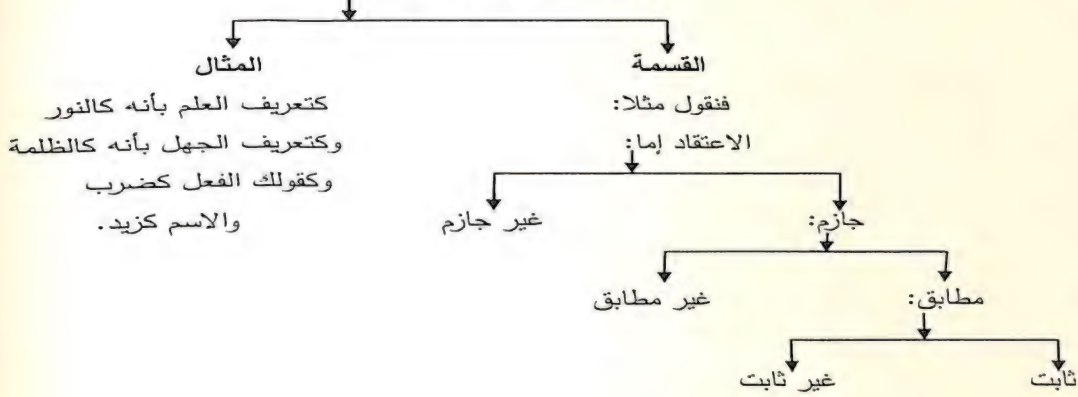 القسمة
فنقول مثلا:
الاعتقاد إما:
جازم:
غير جازم
مطابق:
غير مطابق
ثابت
غير ثابت
المثال
كتعريف العلم بأنه كالنور
وكتعريف الجهل بأنه كالظلمة
وكقولك الفعل كضرب
والاسم كزيد.